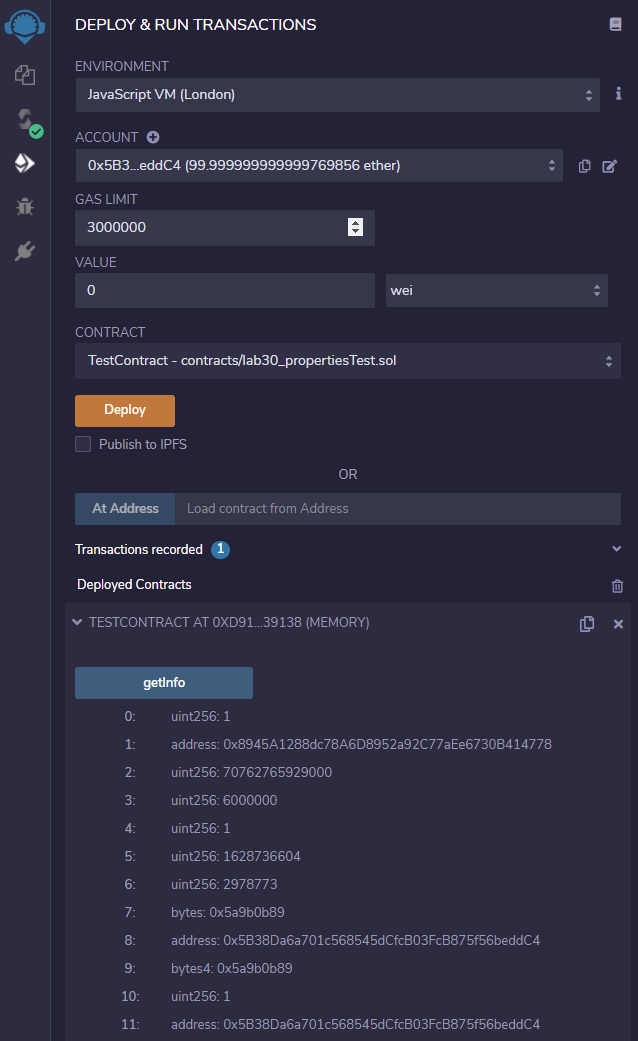 DEPLOY & RUN TRANSACTIONS
ENVIRONMENT
JavaScript VM (London)
ACCOUNT
0x5B3...eddC4 (99.999999999999769856 ether)
GAS LIMIT
3000000
VALUE
0 wei
CONTRACT
TestContract - contracts/lab30_propertiesTest.sol
Deploy
Publish to IPFS
OR
At Address Load contract from Address
Transactions recorded 1
Deployed Contracts
TESTCONTRACT AT 0XD91...39138 (MEMORY)
getInfo
0: uint256: 1
1: address: 0x8945A1288dc78A6D8952a92C77aEe6730B414778
2: uint256: 70762765929000
3: uint256: 6000000
4: uint256: 1
5: uint256: 1628736604
6: uint256: 2978773
7: bytes: 0x5a9b0b89
8: address: 0x5B38Da6a701c568545dCfcB03FcB875f56beddC4
9: bytes4: 0x5a9b0b89
10: uint256: 1
11: address: 0x5B38Da6a701c568545dCfcB03FcB875f56beddC4